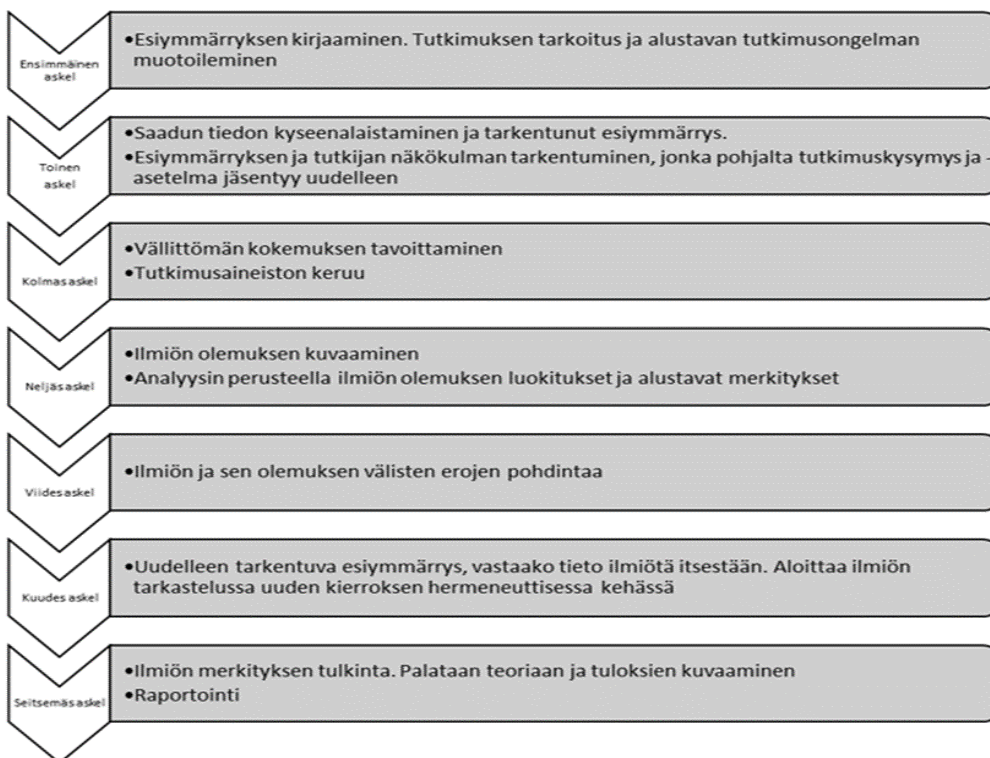 Ensimmäinen
askel
•Esiymmärryksen kirjaaminen. Tutkimuksen tarkoitus ja alustavan tutkimusongelman
muotoileminen
Toinen
askel
•Saadun tiedon kyseenalaistaminen ja tarkentunut esiymmärrys.
•Esiymmärryksen ja tutkijan näkökulman tarkentuminen, jonka pohjalta tutkimuskysymys ja -
asetelma jäsentyy uudelleen
Kolmas askel
•Vällittömän kokemuksen tavoittaminen
•Tutkimusaineiston keruu
Neljäs askel
•Ilmiön olemuksen kuvaaminen
•Analyysin perusteella ilmiön olemuksen luokitukset ja alustavat merkitykset
Viides askel
•Ilmiön ja sen olemuksen välisten erojen pohdintaa
Kuudes askel
•Uudelleen tarkentuva esiymmärrys, vastaako tieto ilmiötä itsestään. Aloittaa ilmiön
tarkastelussa uuden kierroksen hermeneuttisessa kehässä
Seitsemäs askel
•Ilmiön merkityksen tulkinta. Palataan teoriaan ja tuloksien kuvaaminen
•Raportointi